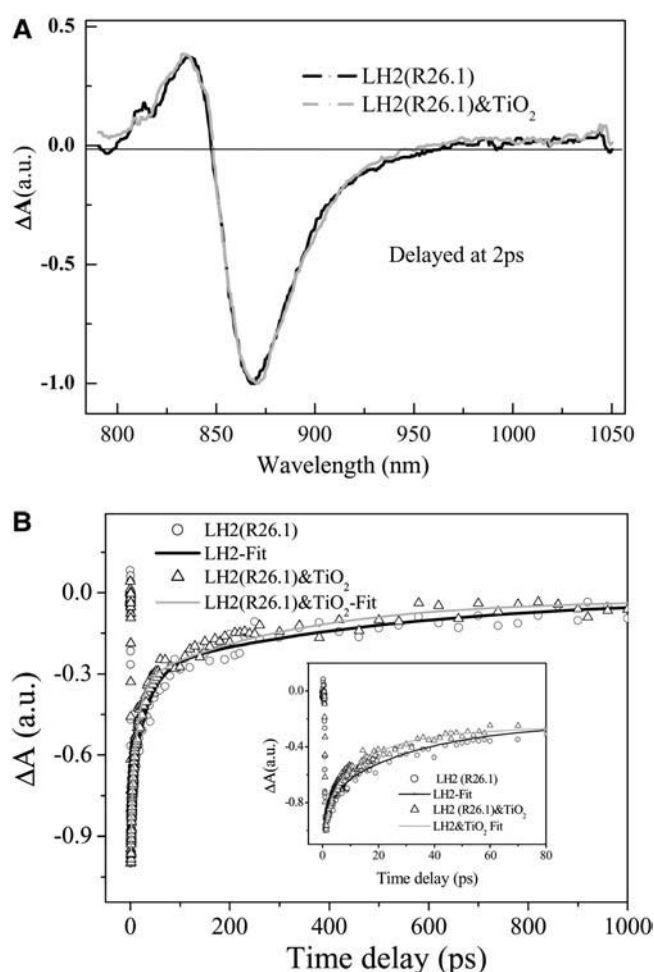 A
0.5
0.0
-0.5
-1.0
ΔA(a.u.)
LH2(R26.1)
LH2(R26.1)&TiO2
Delayed at 2ps
800 850 900 950 1000 1050
Wavelength (nm)
B
0.0
-0.3
-0.6
-0.9
ΔA (a.u.)
LH2(R26.1)
LH2-Fit
LH2(R26.1)&TiO2
LH2(R26.1)&TiO2-Fit
0.0
-0.4
-0.8
ΔA(a.u.)
LH2 (R26.1)
LH2-Fit
LH2 (R26.1)&TiO2
LH2&TiO2 Fit
0 20 40 60 80
Time delay (ps)
0 200 400 600 800 1000
Time delay (ps)